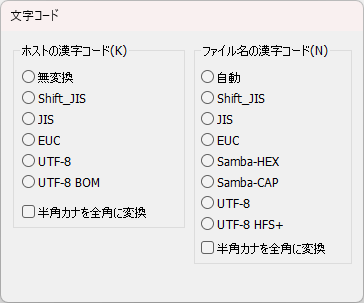 文字コード
ホストの漢字コード(K)
無変換
Shift_JIS
JIS
EUC
UTF-8
UTF-8 BOM
半角カナを全角に変換
ファイル名の漢字コード(N)
自動
Shift_JIS
JIS
EUC
Samba-HEX
Samba-CAP
UTF-8
UTF-8 HFS+
半角カナを全角に変換